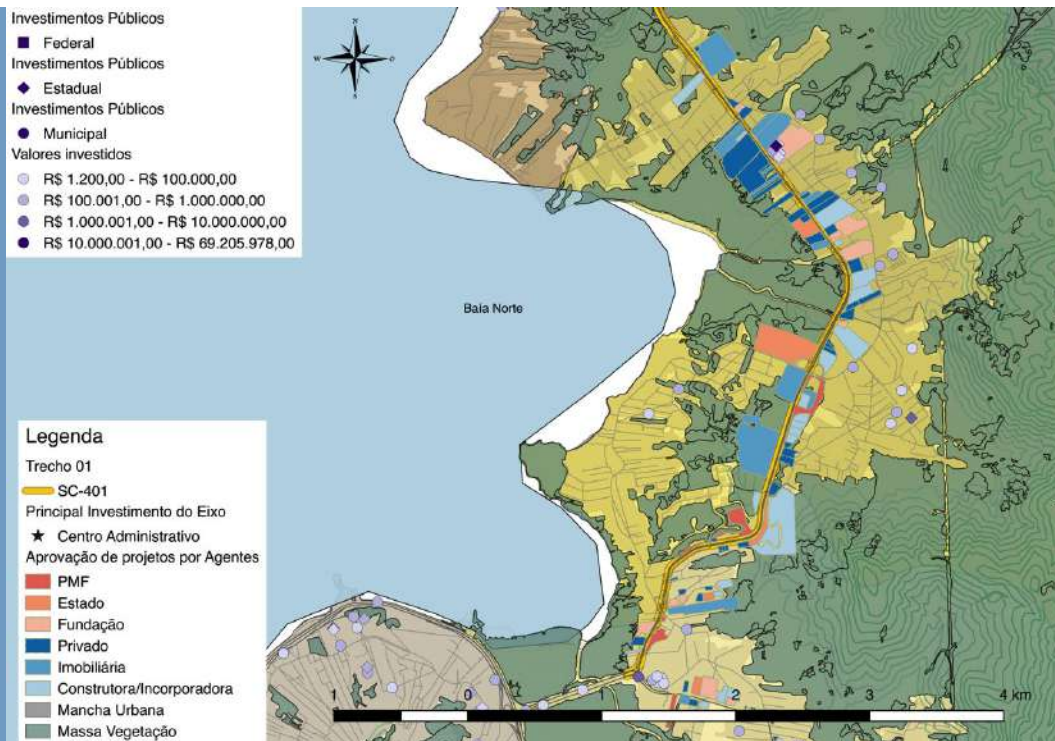 Investimentos Públicos
Federal
Investimentos Públicos
Estadual
Investimentos Públicos
Municipal
Valores investidos
R$ 1.200,00 - R$ 100.000,00
R$ 100.001,00 - R$ 1.000.000,00
R$ 1.000.001,00 - R$ 10.000.000,00
R$ 10.000.001,00 - R$ 69.205.978,00
N
W
O
S
Baía Norte
Legenda
Trecho 01
SC-401
Principal Investimento do Eixo
Centro Administrativo
Aprovação de projetos por Agentes
PMF
Estado
Fundação
Privado
Imobiliária
Construtora/Incorporadora
Mancha Urbana
Massa Vegetação
1 0 1 2 3 4 km